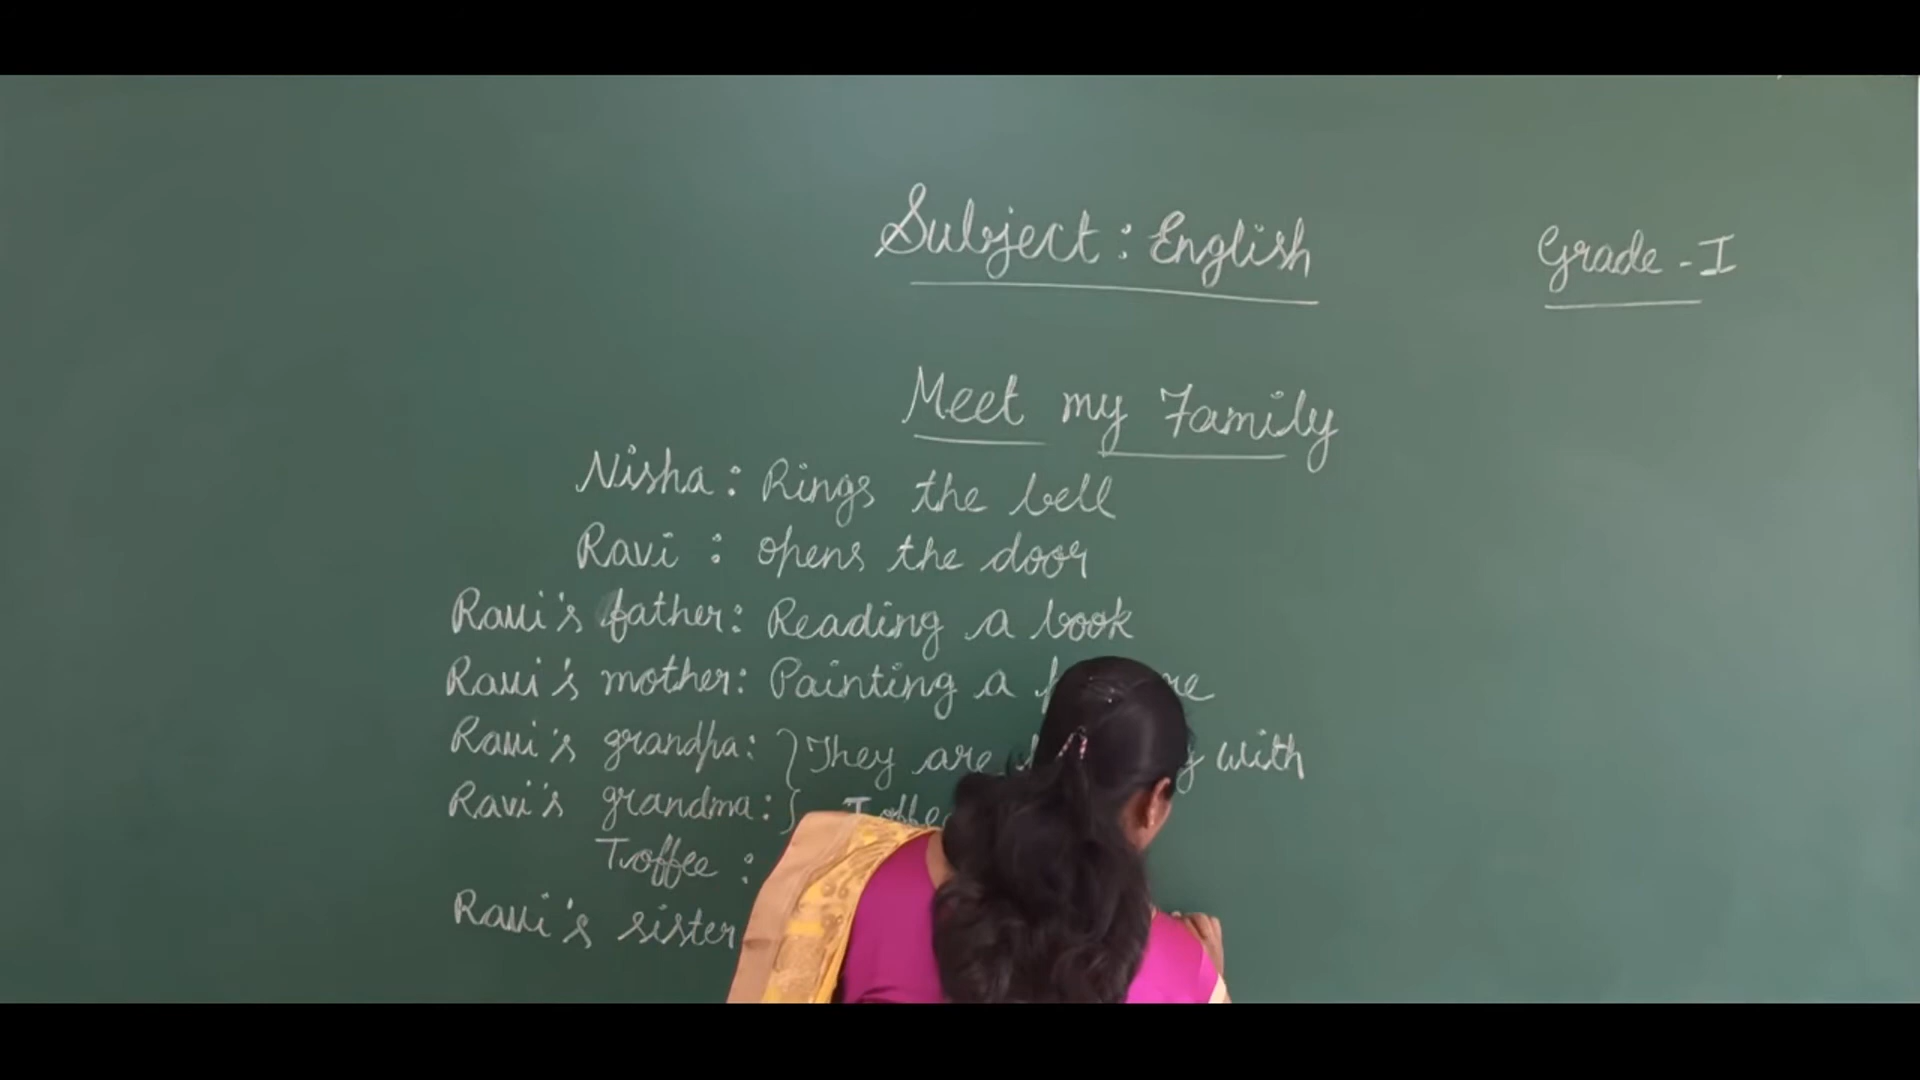 Subject: English
Grade - I
Meet my Family
Nisha: Rings the bell
Ravi : opens the door
Ravi's father: Reading a book
Ravi's mother: Painting a
Ravi's grandpa: } They are with
Ravi's grandma: } Toffee
Toffee :
Ravi's sister